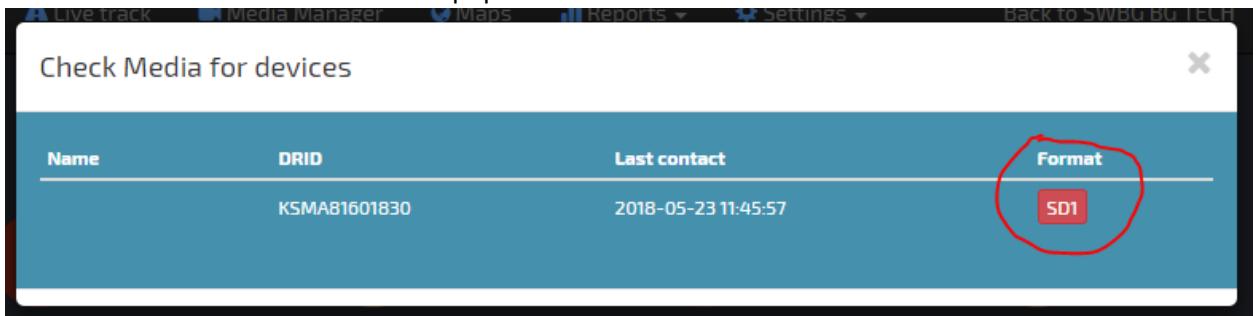 Live track Media Manager Maps Reports Settings Back to SWBG BG TECH
Check Media for devices ×
Name DRID Last contact Format
KSMA81601830 2018-05-23 11:45:57 SD1